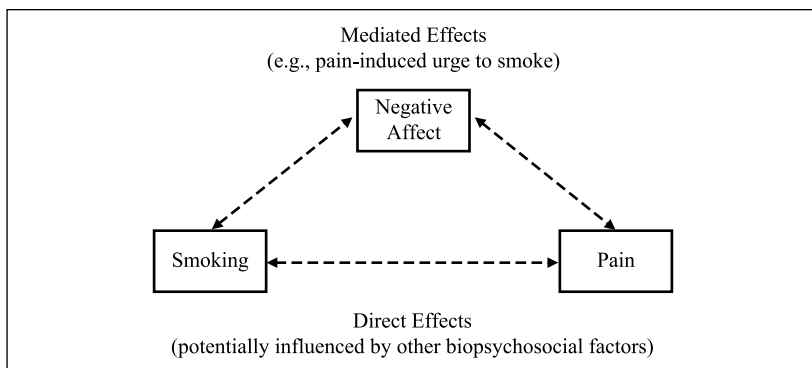 Mediated Effects
(e.g., pain-induced urge to smoke)
Negative
Affect
Smoking
Pain
Direct Effects
(potentially influenced by other biopsychosocial factors)